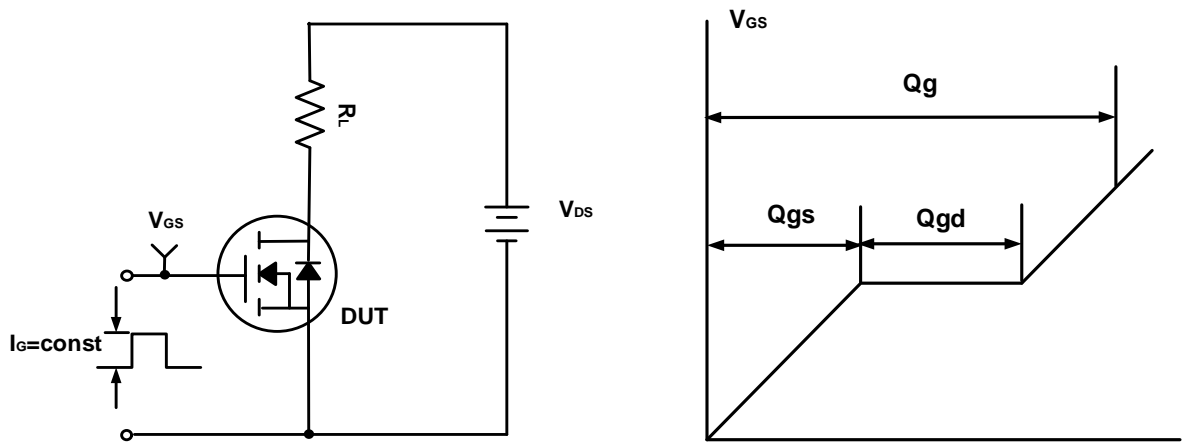 RL
VGS
VDS
DUT
IG=const
VGS
Qg
Qgs
Qgd